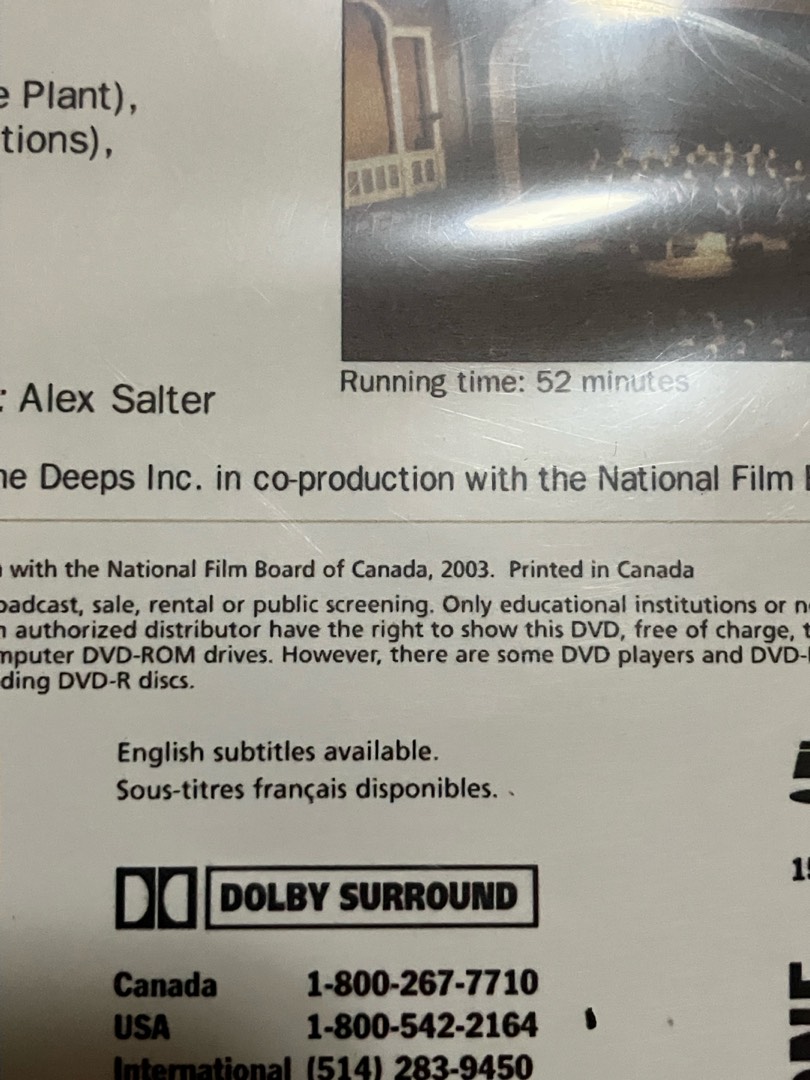 e Plant),
tions),
Running time: 52 minutes
: Alex Salter
he Deeps Inc. in co-production with the National Film
with the National Film Board of Canada, 2003. Printed in Canada
oadcast, sale, rental or public screening. Only educational institutions or
authorized distributor have the right to show this DVD, free of charge,
mputer DVD-ROM drives. However, there are some DVD players and DVD-
ding DVD-R discs.
English subtitles available.
Sous-titres français disponibles.
DOLBY SURROUND
Canada 1-800-267-7710
USA 1-800-542-2164
International (514) 283-9450